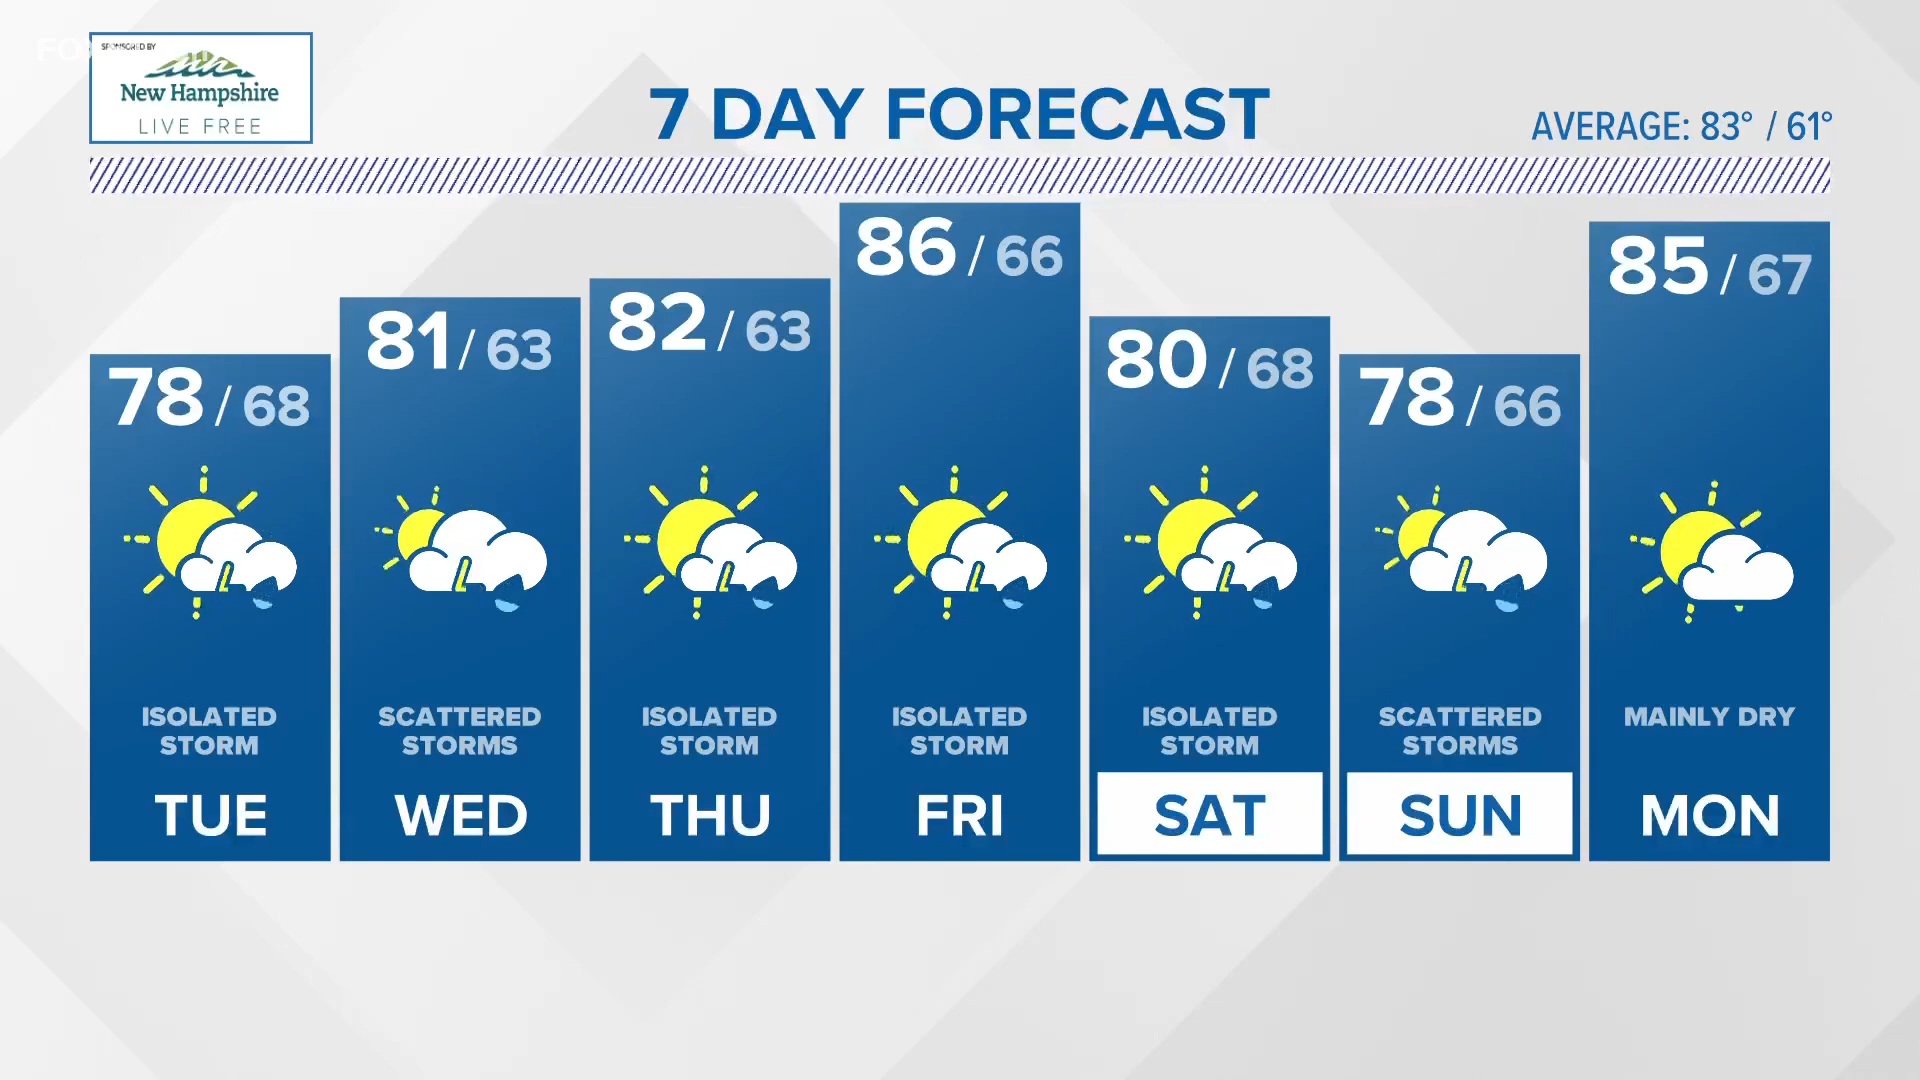 SPONSORED BY
New Hampshire
LIVE FREE
7 DAY FORECAST
AVERAGE: 83° / 61°
78 / 68
81 / 63
82 / 63
86 / 66
80 / 68
78 / 66
85 / 67
ISOLATED
STORM
SCATTERED
STORMS
ISOLATED
STORM
ISOLATED
STORM
ISOLATED
STORM
SCATTERED
STORMS
MAINLY DRY
TUE
WED
THU
FRI
SAT
SUN
MON